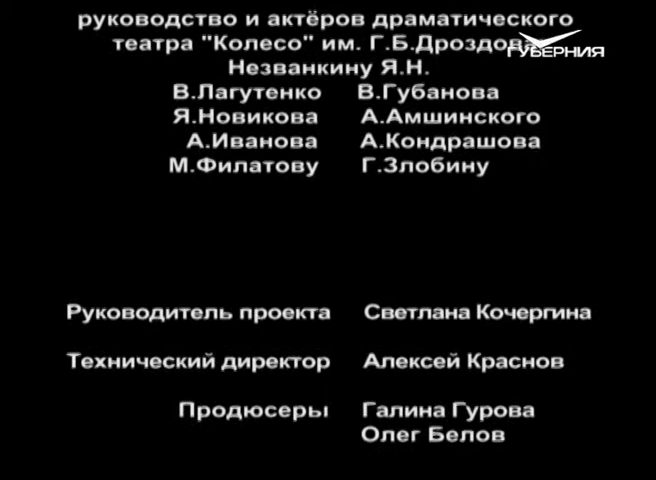 руководство и актёров драматического
театра "Колесо" им. Г.Б.Дроздова
ГУБЕРНИЯ
Незванкину Я.Н.
В.Лагутенко В.Губанова
Я.Новикова А.Амшинского
А.Иванова А.Кондрашова
М.Филатову Г.Злобину
Руководитель проекта Светлана Кочергина
Технический директор Алексей Краснов
Продюсеры Галина Гурова
Олег Белов